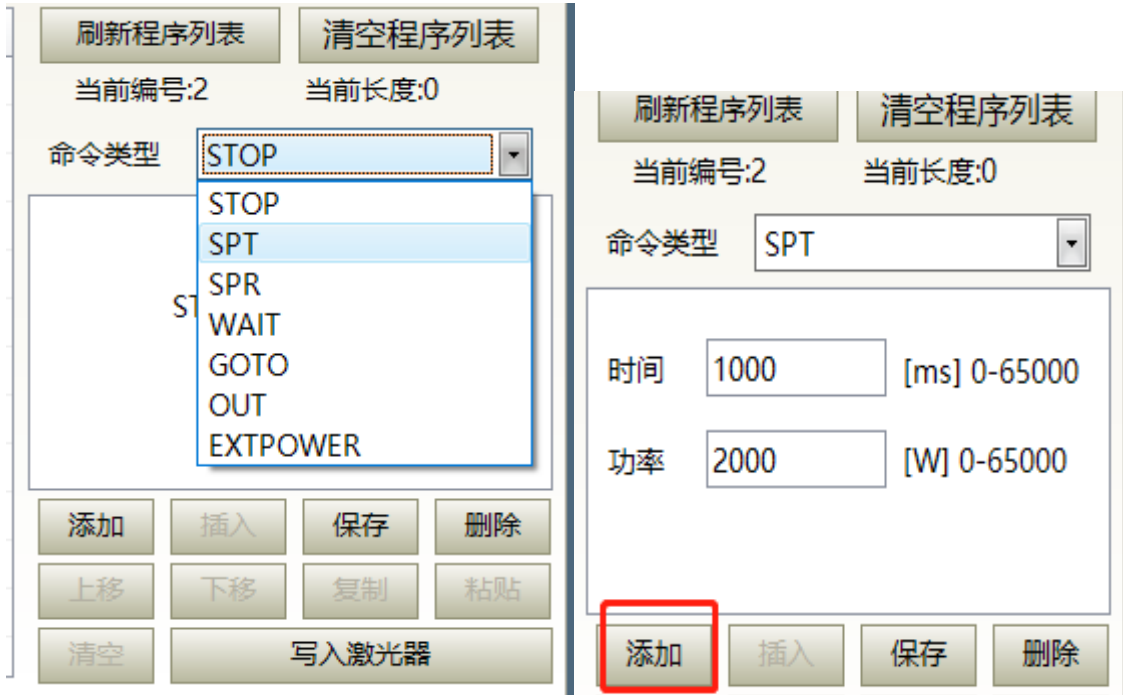 刷新程序列表 清空程序列表
当前编号:2 当前长度:0
命令类型 STOP
STOP
SPT
SPR
WAIT
GOTO
OUT
EXTPOWER
添加 插入 保存 删除
上移 下移 复制 粘贴
清空 写入激光器
刷新程序列表 清空程序列表
当前编号:2 当前长度:0
命令类型 SPT
时间 1000 [ms] 0-65000
功率 2000 [W] 0-65000
添加 插入 保存 删除